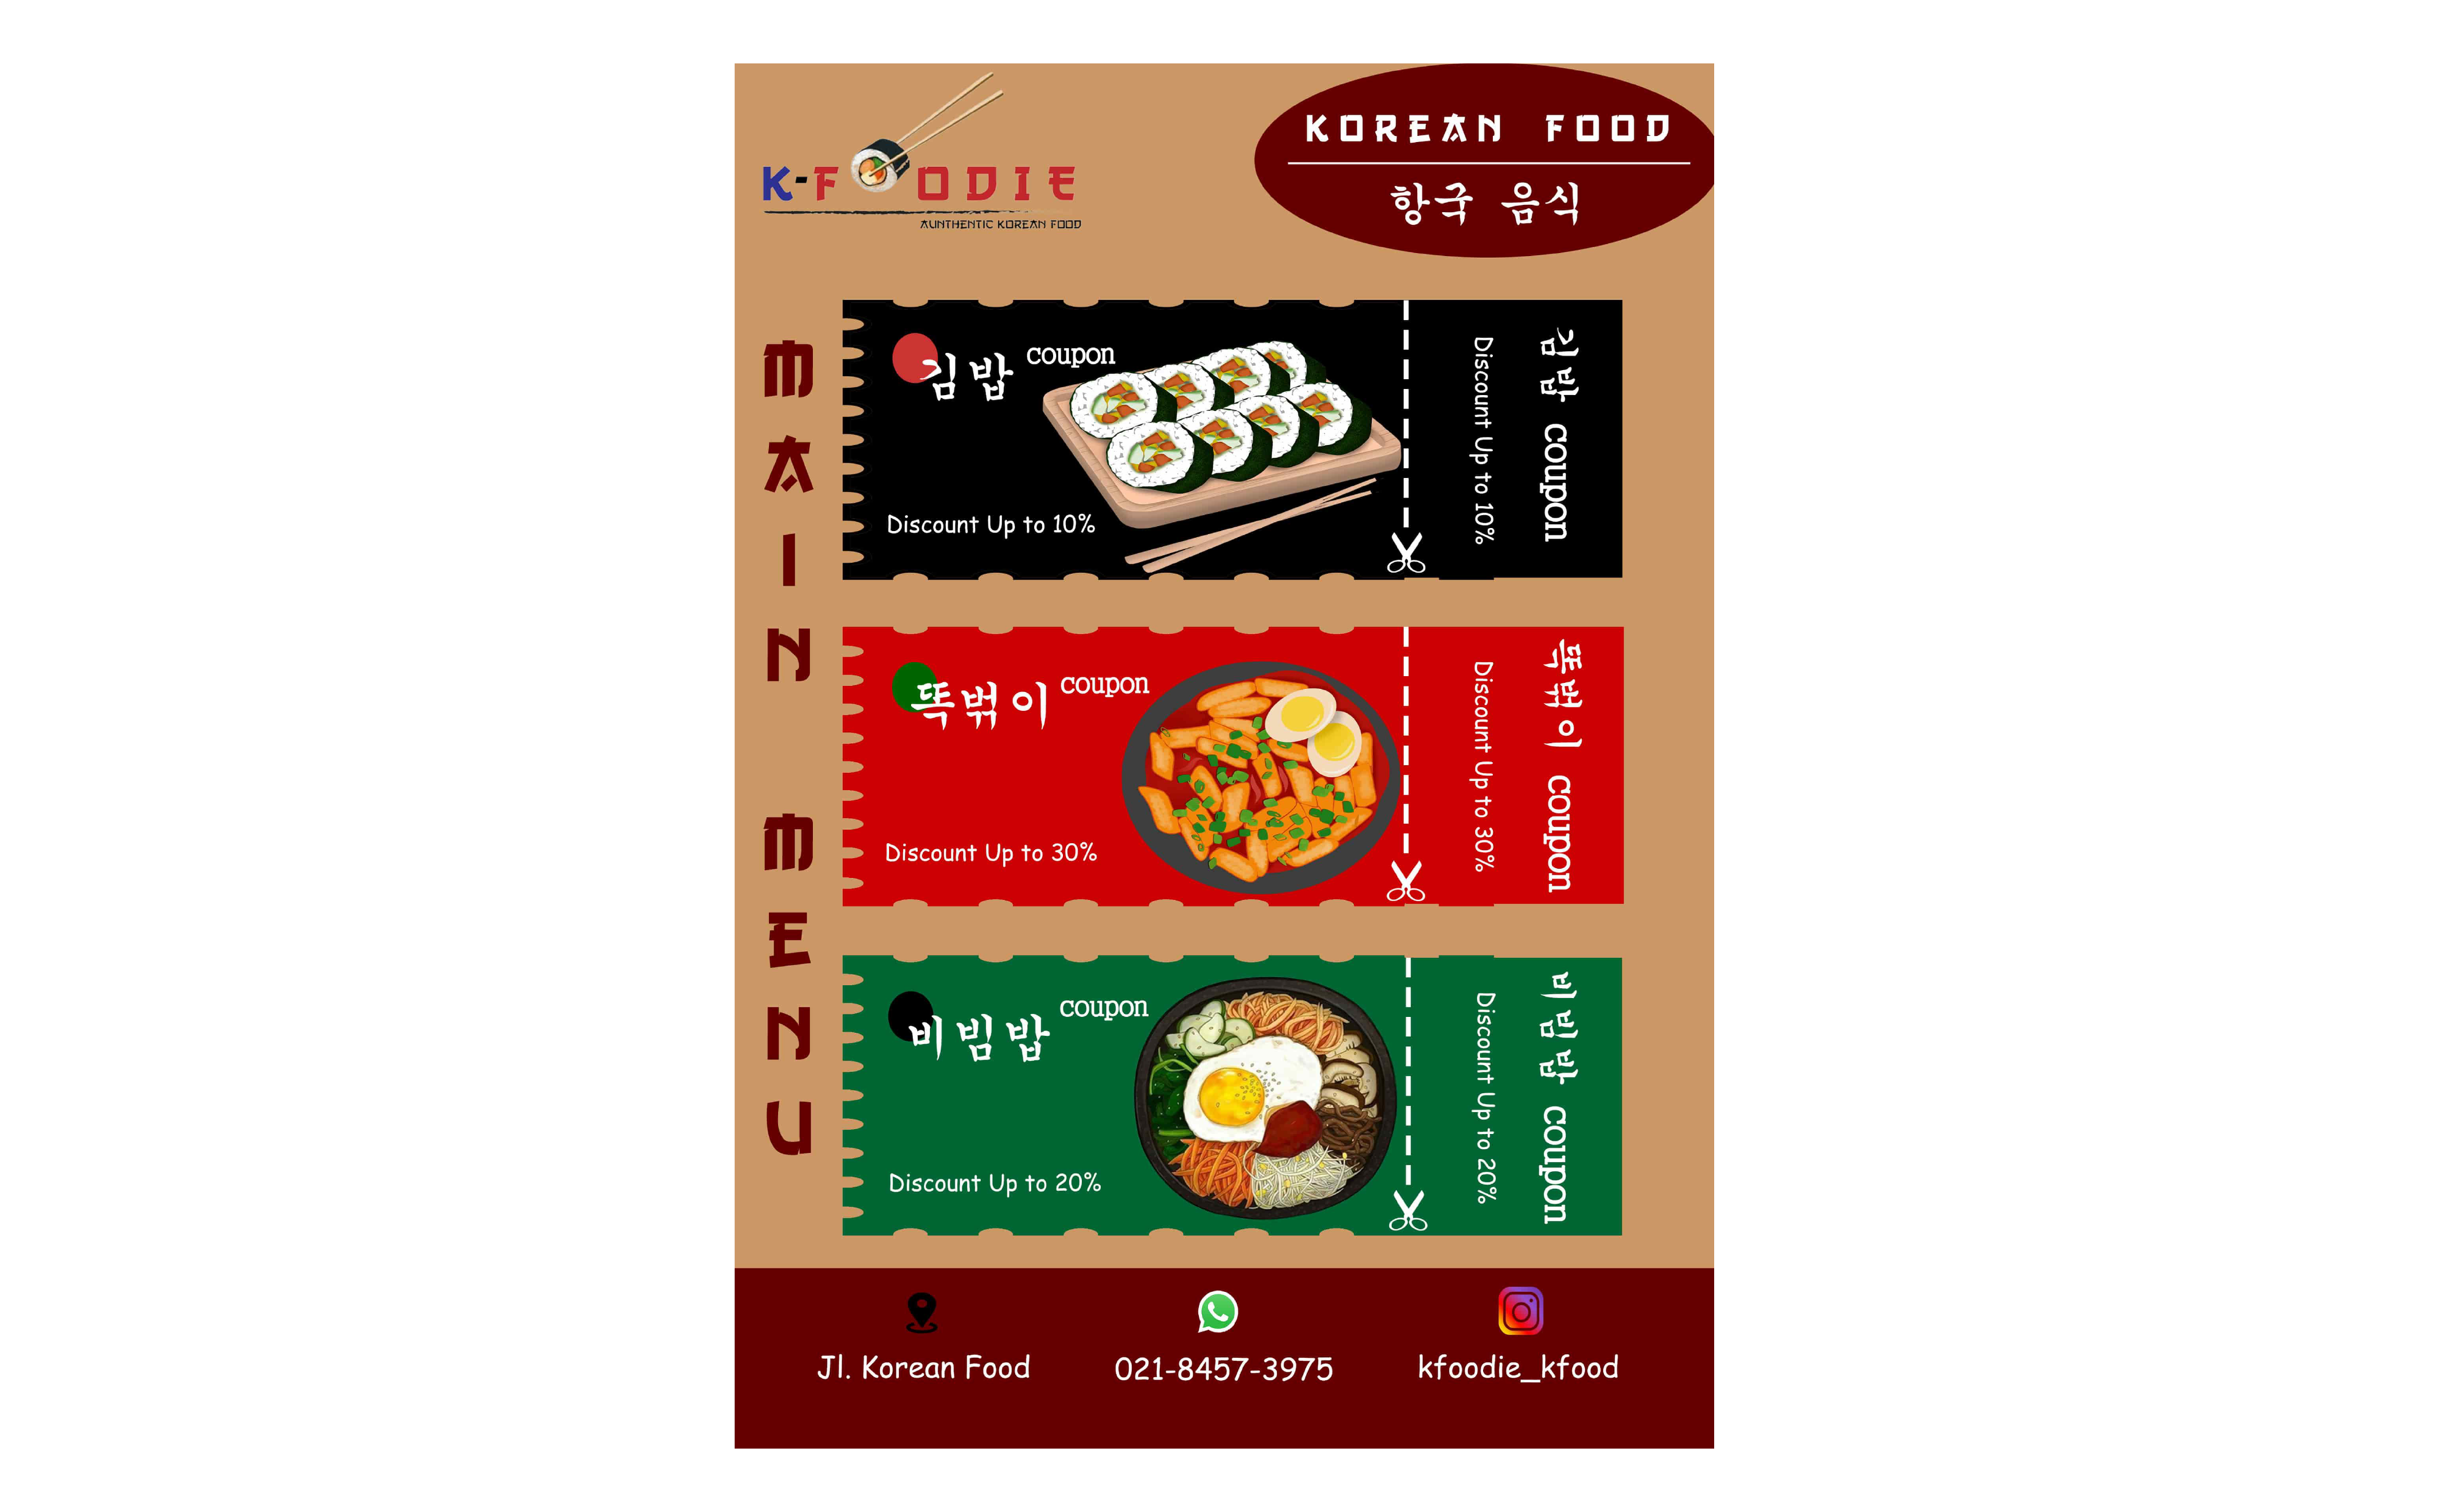 K-FOODIE
AUNTHENTIC KOREAN FOOD
KOREAN FOOD
항국 음식
MAIN MENU
김밥 coupon
Discount Up to 10%
Discount Up to 10%
김밥 coupon
똑볶이 coupon
Discount Up to 30%
Discount Up to 30%
똑볶이 coupon
비빔밥 coupon
Discount Up to 20%
Discount Up to 20%
비빔밥 coupon
Jl. Korean Food
021-8457-3975
kfoodie_kfood